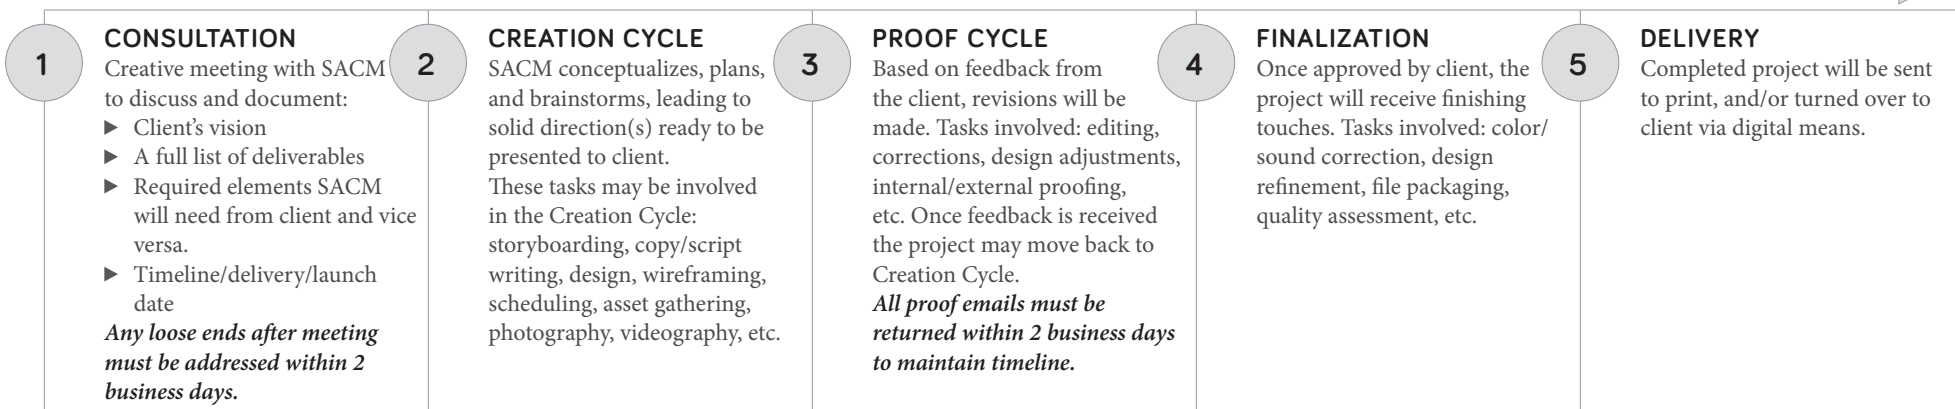 1
CONSULTATION
Creative meeting with SACM
to discuss and document:
▶ Client’s vision
▶ A full list of deliverables
▶ Required elements SACM
will need from client and vice
versa.
▶ Timeline/delivery/launch
date
Any loose ends after meeting
must be addressed within 2
business days.
2
CREATION CYCLE
SACM conceptualizes, plans,
and brainstorms, leading to
solid direction(s) ready to be
presented to client.
These tasks may be involved
in the Creation Cycle:
storyboarding, copy/script
writing, design, wireframing,
scheduling, asset gathering,
photography, videography, etc.
3
PROOF CYCLE
Based on feedback from
the client, revisions will be
made. Tasks involved: editing,
corrections, design adjustments,
internal/external proofing,
etc. Once feedback is received
the project may move back to
Creation Cycle.
All proof emails must be
returned within 2 business days
to maintain timeline.
4
FINALIZATION
Once approved by client, the
project will receive finishing
touches. Tasks involved: color/
sound correction, design
refinement, file packaging,
quality assessment, etc.
5
DELIVERY
Completed project will be sent
to print, and/or turned over to
client via digital means.